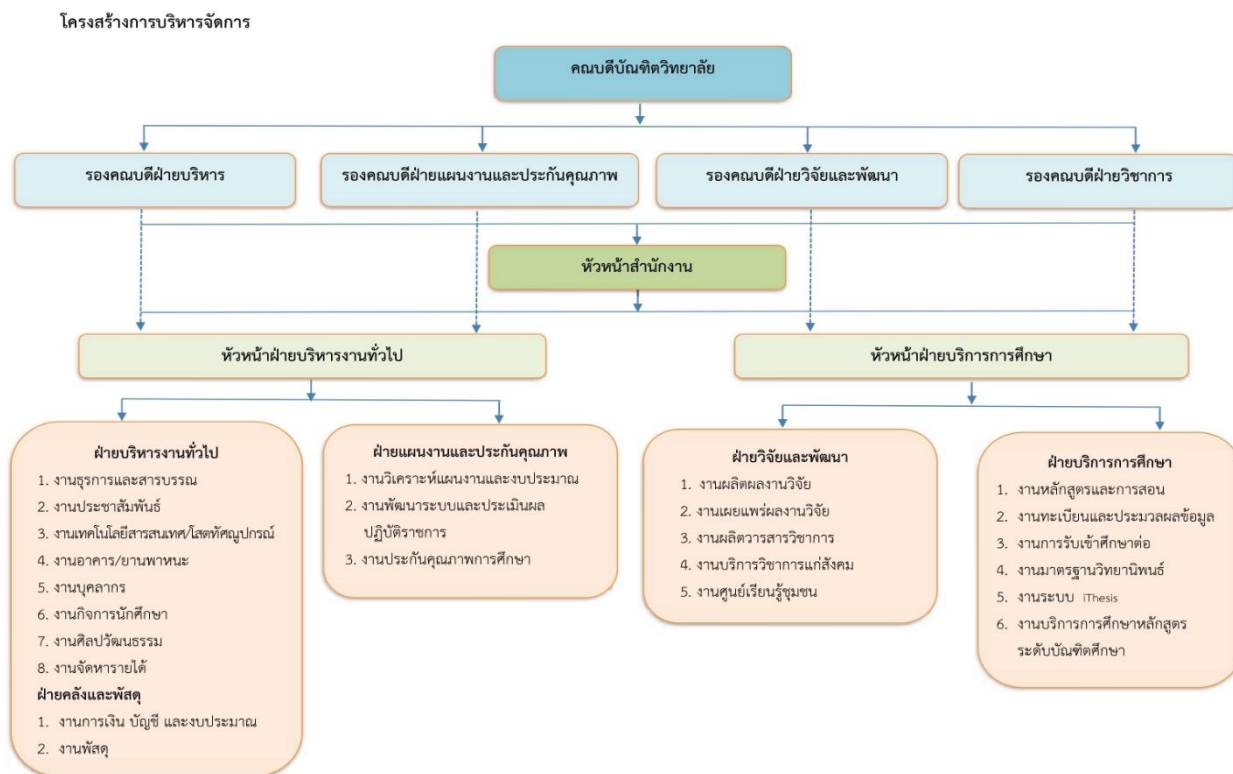 โครงสร้างการบริหารจัดการ
คณบดีบัณฑิตวิทยาลัย
รองคณบดีฝ่ายบริหาร
รองคณบดีฝ่ายแผนงานและประกันคุณภาพ
รองคณบดีฝ่ายวิจัยและพัฒนา
รองคณบดีฝ่ายวิชาการ
หัวหน้าสำนักงาน
หัวหน้าฝ่ายบริหารงานทั่วไป
หัวหน้าฝ่ายบริการการศึกษา
ฝ่ายบริหารงานทั่วไป
1. งานธุรการและสารบรรณ
2. งานประชาสัมพันธ์
3. งานเทคโนโลยีสารสนเทศ/โสตทัศณูปกรณ์
4. งานอาคาร/ยานพาหนะ
5. งานบุคลากร
6. งานกิจการนักศึกษา
7. งานศิลปวัฒนธรรม
8. งานจัดหารายได้
ฝ่ายคลังและพัสดุ
1. งานการเงิน บัญชี และงบประมาณ
2. งานพัสดุ
ฝ่ายแผนงานและประกันคุณภาพ
1. งานวิเคราะห์แผนงานและงบประมาณ
2. งานพัฒนาระบบและประเมินผล
ปฏิบัติราชการ
3. งานประกันคุณภาพการศึกษา
ฝ่ายวิจัยและพัฒนา
1. งานผลิตผลงานวิจัย
2. งานเผยแพร่ผลงานวิจัย
3. งานผลิตวารสารวิชาการ
4. งานบริการวิชาการแก่สังคม
5. งานศูนย์เรียนรู้ชุมชน
ฝ่ายบริการการศึกษา
1. งานหลักสูตรและการสอน
2. งานทะเบียนและประมวลผลข้อมูล
3. งานการรับเข้าศึกษาต่อ
4. งานมาตรฐานวิทยานิพนธ์
5. งานระบบ iThesis
6. งานบริการการศึกษาหลักสูตร
ระดับบัณฑิตศึกษา